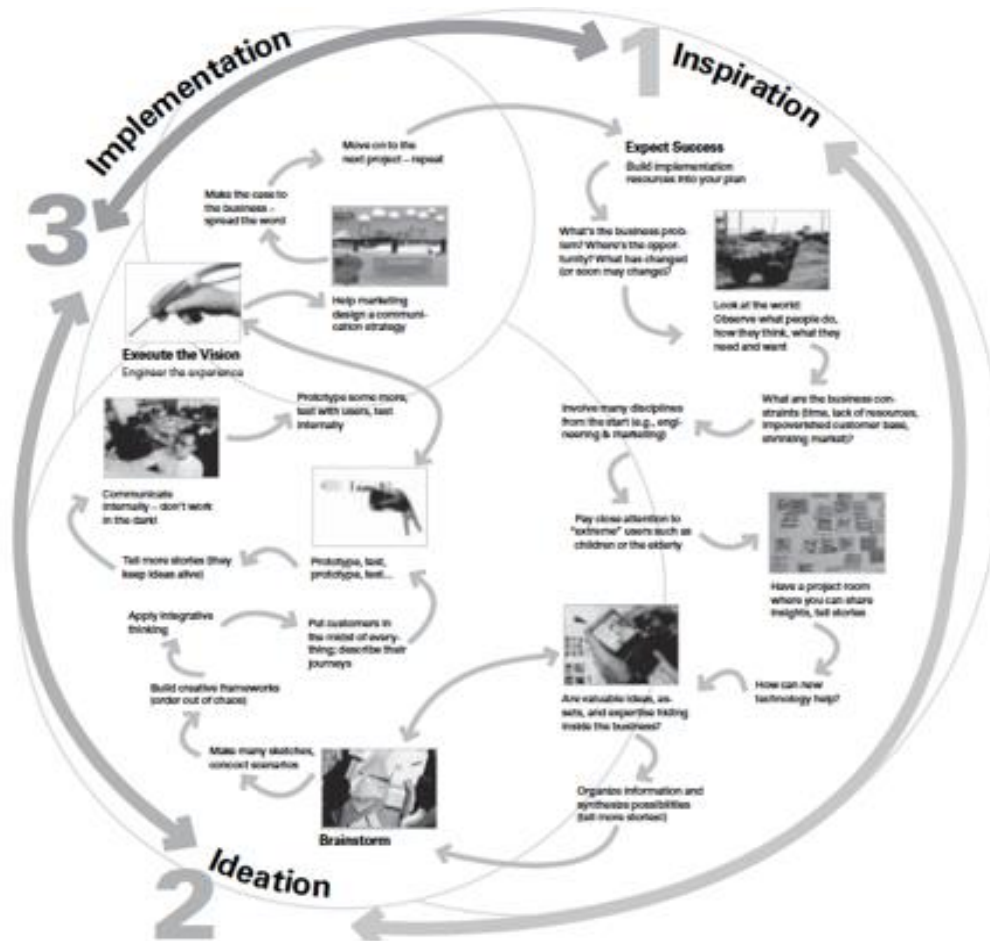 1
Inspiration
Expect Success
Build implementation
resources into your plan
What's the business prob-
lem? Where's the oppor-
tunity? What has changed
(or soon may change)?
Look at the world:
Observe what people do,
how they think, what they
need and want
What are the business con-
straints (time, lack of resources,
impoverished customer base,
shrinking market)?
Involve many disciplines
from the start (e.g., engi-
neering & marketing)
Pay close attention to
"extreme" users such as
children or the elderly
Have a project room
where you can share
insights, tell stories
How can new
technology help?
Are valuable ideas, as-
sets, and expertise hiding
inside the business?
Organize information and
synthesize possibilities
(tell more stories!)
2
Ideation
Brainstorm
Make many sketches,
concoct scenarios
Build creative frameworks
(order out of chaos)
Apply integrative
thinking
Put customers in
the midst of every-
thing; describe their
journeys
Prototype, test,
prototype, test...
Tell more stories (they
keep ideas alive)
Communicate
internally – don't work
in the dark!
Prototype some more,
test with users, test
internally
3
Implementation
Execute the Vision
Engineer the experience
Help marketing
design a communi-
cation strategy
Make the case to
the business –
spread the word
Move on to the
next project – repeat